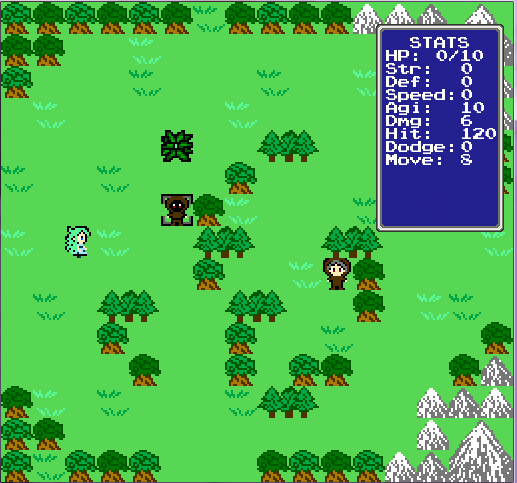 STATS
HP: 0/10
Str: 0
Def: 0
Speed:0
Agi: 10
Dmg: 6
Hit: 120
Dodge:0
Move: 8